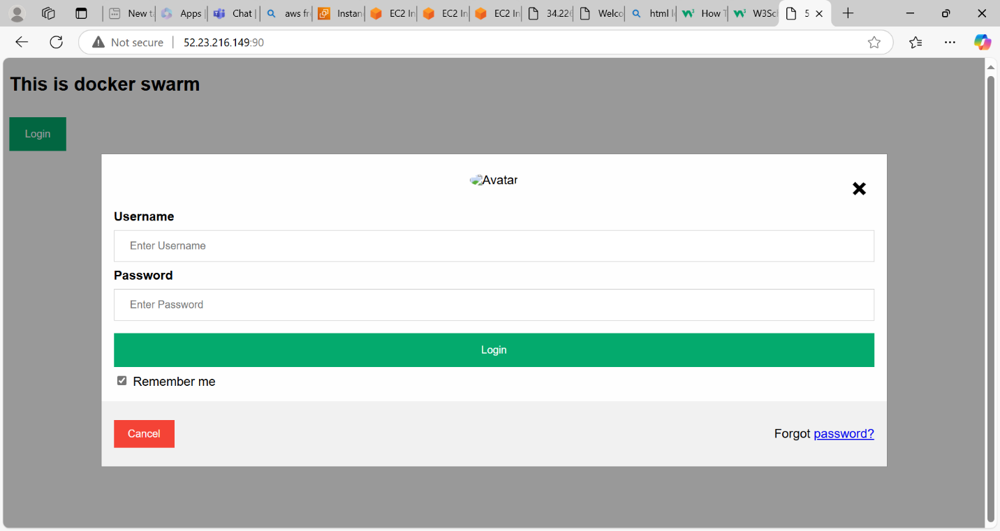 New ta
Apps
Chat |
aws fr
Instan
EC2 In
EC2 In
EC2 In
34.226
Welco
html l
How T
W3Sc
5
Not secure
52.23.216.149:90
This is docker swarm
Login
Avatar
Username
Enter Username
Password
Enter Password
Login
Remember me
Cancel
Forgot password?